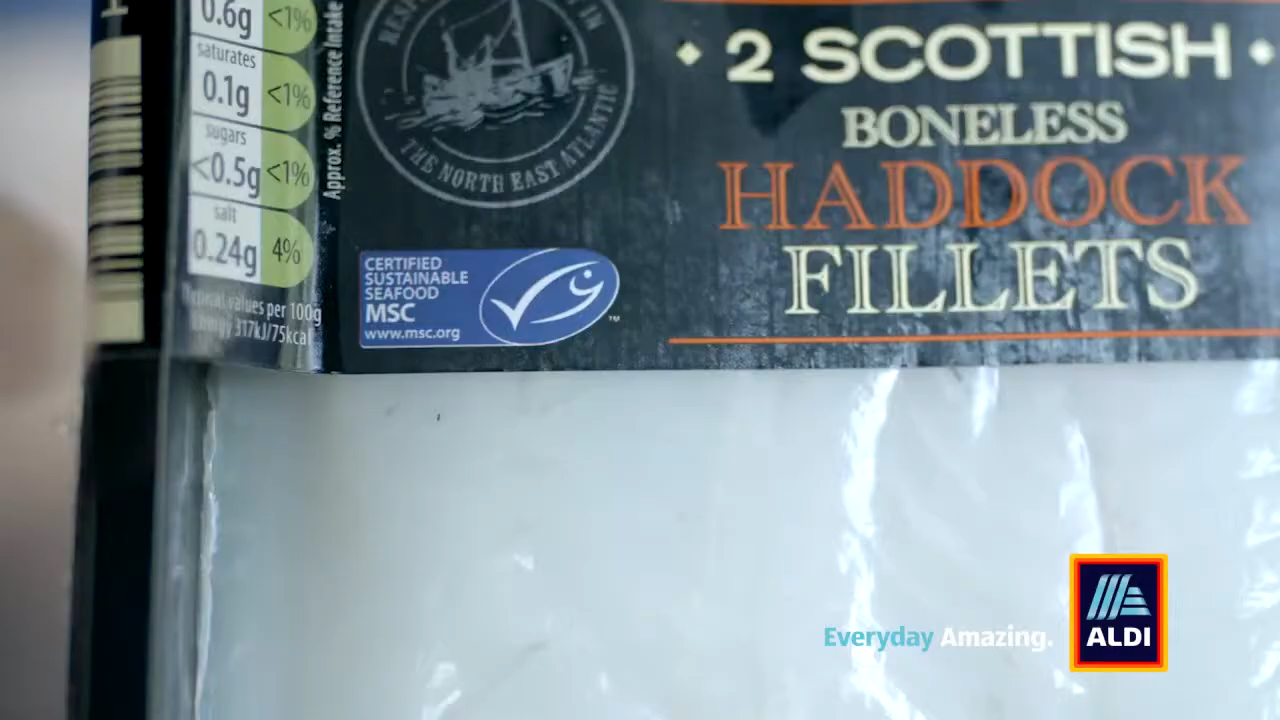 0.6g <1%
saturates
0.1g <1%
sugars
<0.5g <1%
salt
0.24g 4%
Typical values per 100g
Energy 317kJ/75kcal
Approx. % Reference Intake
IN
THE NORTH EAST ATLANTIC
CERTIFIED
SUSTAINABLE
SEAFOOD
MSC
www.msc.org
™
2 SCOTTISH
BONELESS
HADDOCK
FILLETS
Everyday Amazing.
ALDI